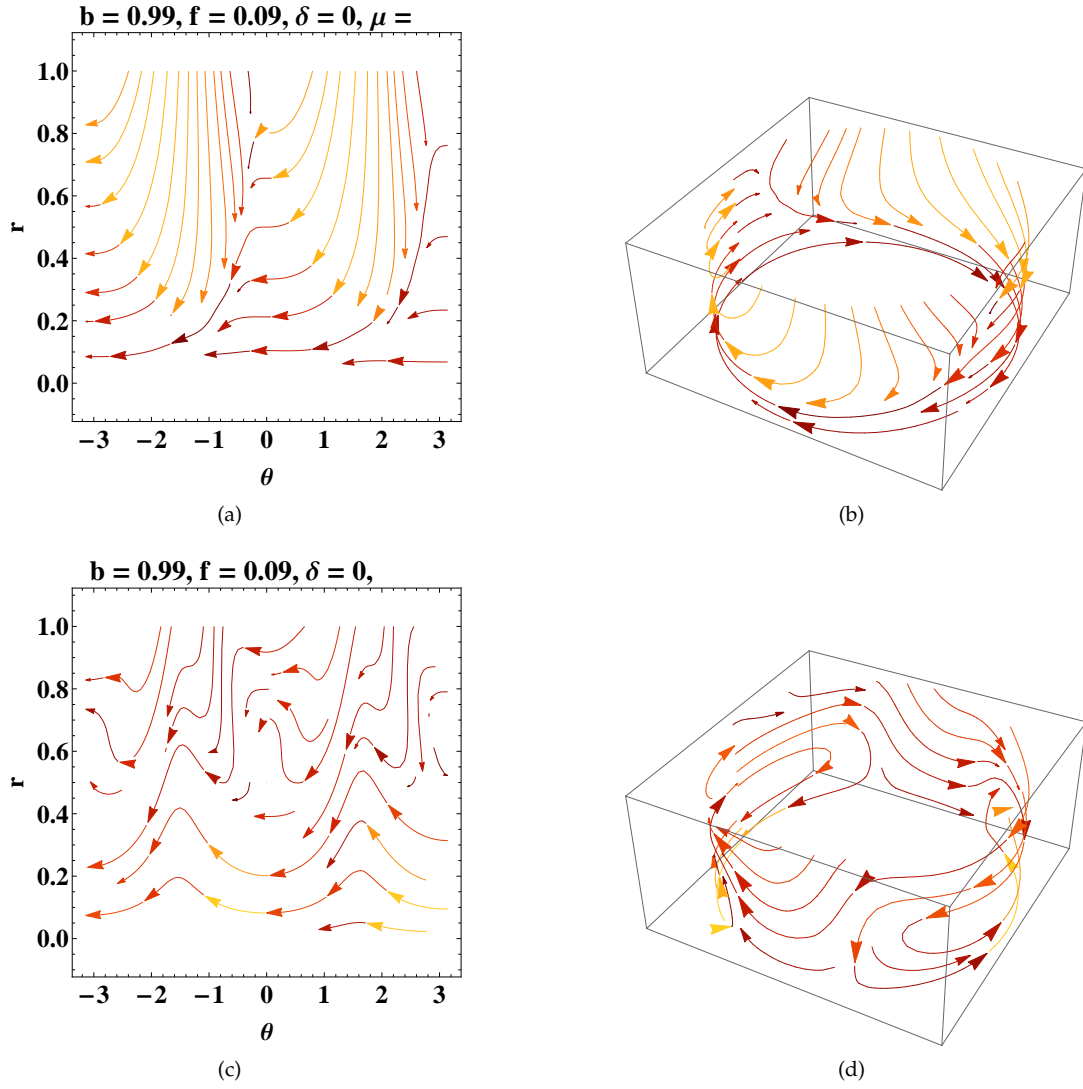 b = 0.99, f = 0.09, δ = 0, μ =
1.0
0.8
0.6
r
0.4
0.2
0.0
−3 −2 −1 0 1 2 3
θ
(a)
(b)
b = 0.99, f = 0.09, δ = 0,
1.0
0.8
0.6
r
0.4
0.2
0.0
−3 −2 −1 0 1 2 3
θ
(c)
(d)